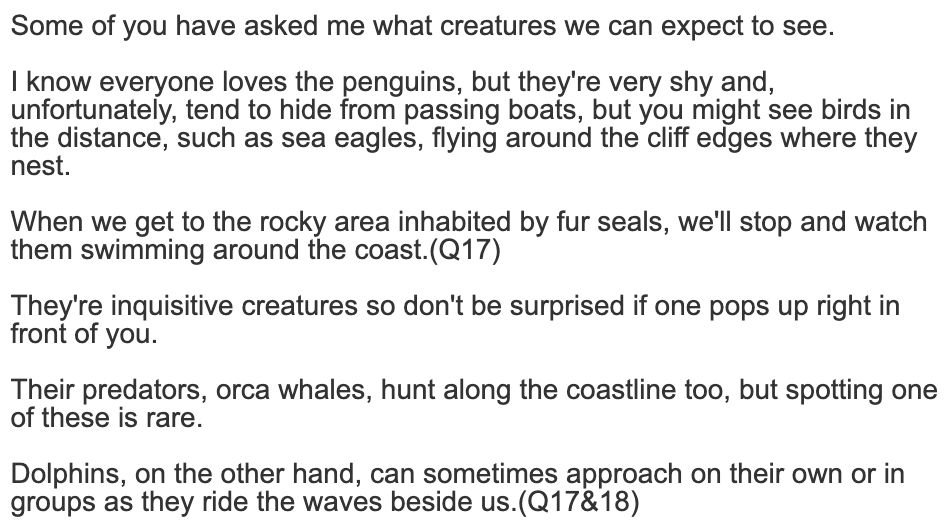 Some of you have asked me what creatures we can expect to see.
I know everyone loves the penguins, but they're very shy and,
unfortunately, tend to hide from passing boats, but you might see birds in
the distance, such as sea eagles, flying around the cliff edges where they
nest.
When we get to the rocky area inhabited by fur seals, we'll stop and watch
them swimming around the coast.(Q17)
They're inquisitive creatures so don't be surprised if one pops up right in
front of you.
Their predators, orca whales, hunt along the coastline too, but spotting one
of these is rare.
Dolphins, on the other hand, can sometimes approach on their own or in
groups as they ride the waves beside us.(Q17&18)